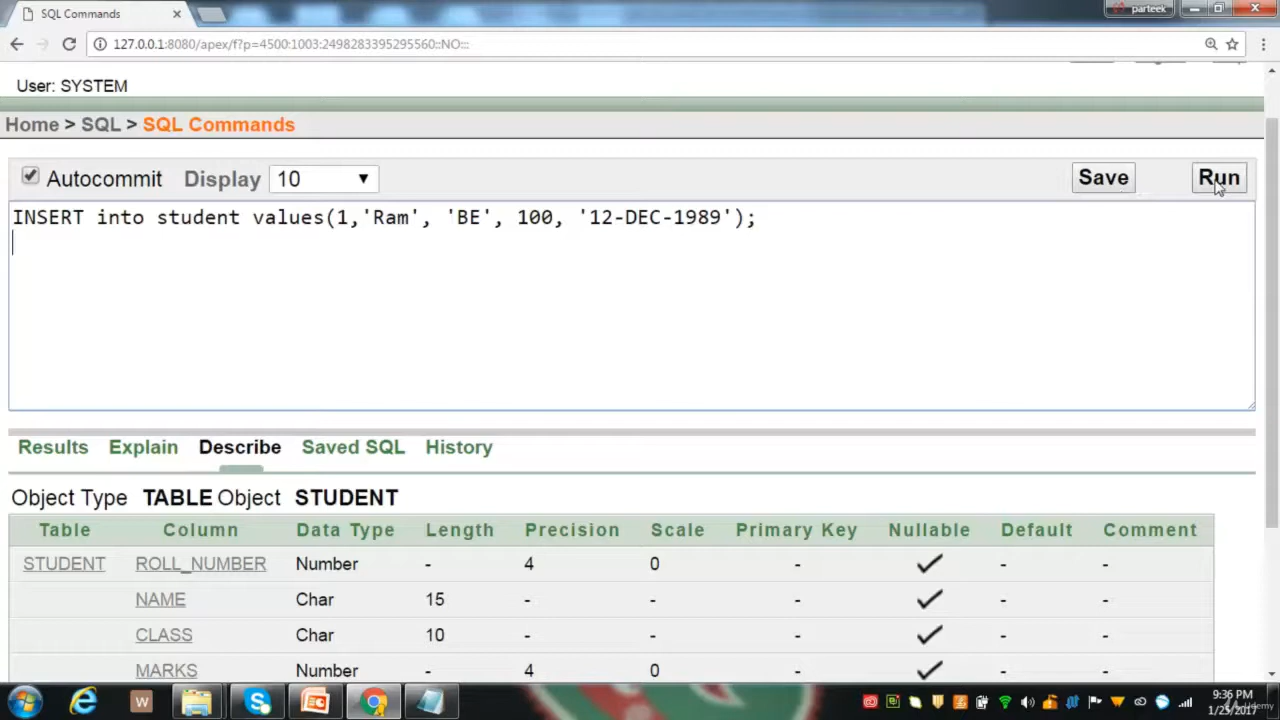 SQL Commands
parteek
127.0.0.1:8080/apex/f?p=4500:1003:2498283395295560::NO:::
User: SYSTEM
Home > SQL > SQL Commands
Autocommit Display 10 Save Run
INSERT into student values(1,'Ram', 'BE', 100, '12-DEC-1989');
Results Explain Describe Saved SQL History
Object Type TABLE Object STUDENT
Table Column Data Type Length Precision Scale Primary Key Nullable Default Comment
STUDENT ROLL_NUMBER Number - 4 0 - - -
NAME Char 15 - - - - -
CLASS Char 10 - - - - -
MARKS Number - 4 0 - - -
W
9:36 PM
1/25/2017
Udemy